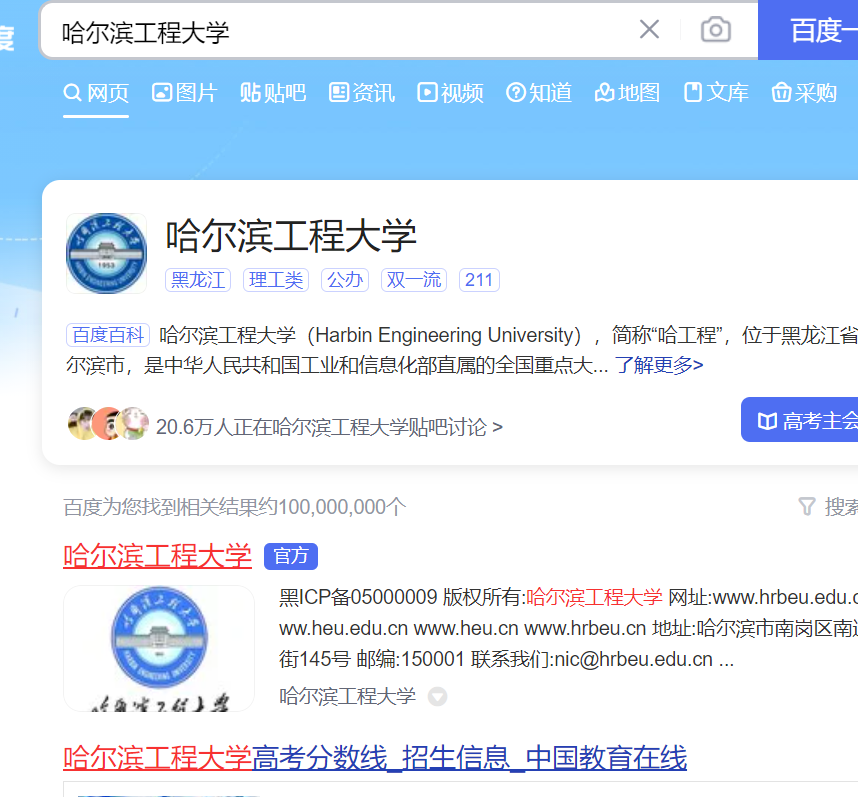 度
哈尔滨工程大学
百度一
网页 图片 贴吧 资讯 视频 知道 地图 文库 采购
哈尔滨工程大学
黑龙江 理工类 公办 双一流 211
百度百科 哈尔滨工程大学（Harbin Engineering University），简称“哈工程”，位于黑龙江省
尔滨市，是中华人民共和国工业和信息化部直属的全国重点大... 了解更多>
20.6万人正在哈尔滨工程大学贴吧讨论 >
高考主会
百度为您找到相关结果约100,000,000个
搜索
哈尔滨工程大学 官方
黑ICP备05000009 版权所有:哈尔滨工程大学 网址:www.hrbeu.edu.c
ww.heu.edu.cn www.heu.cn www.hrbeu.cn 地址:哈尔滨市南岗区南通
街145号 邮编:150001 联系我们:nic@hrbeu.edu.cn ...
哈尔滨工程大学
哈尔滨工程大学高考分数线_招生信息_中国教育在线